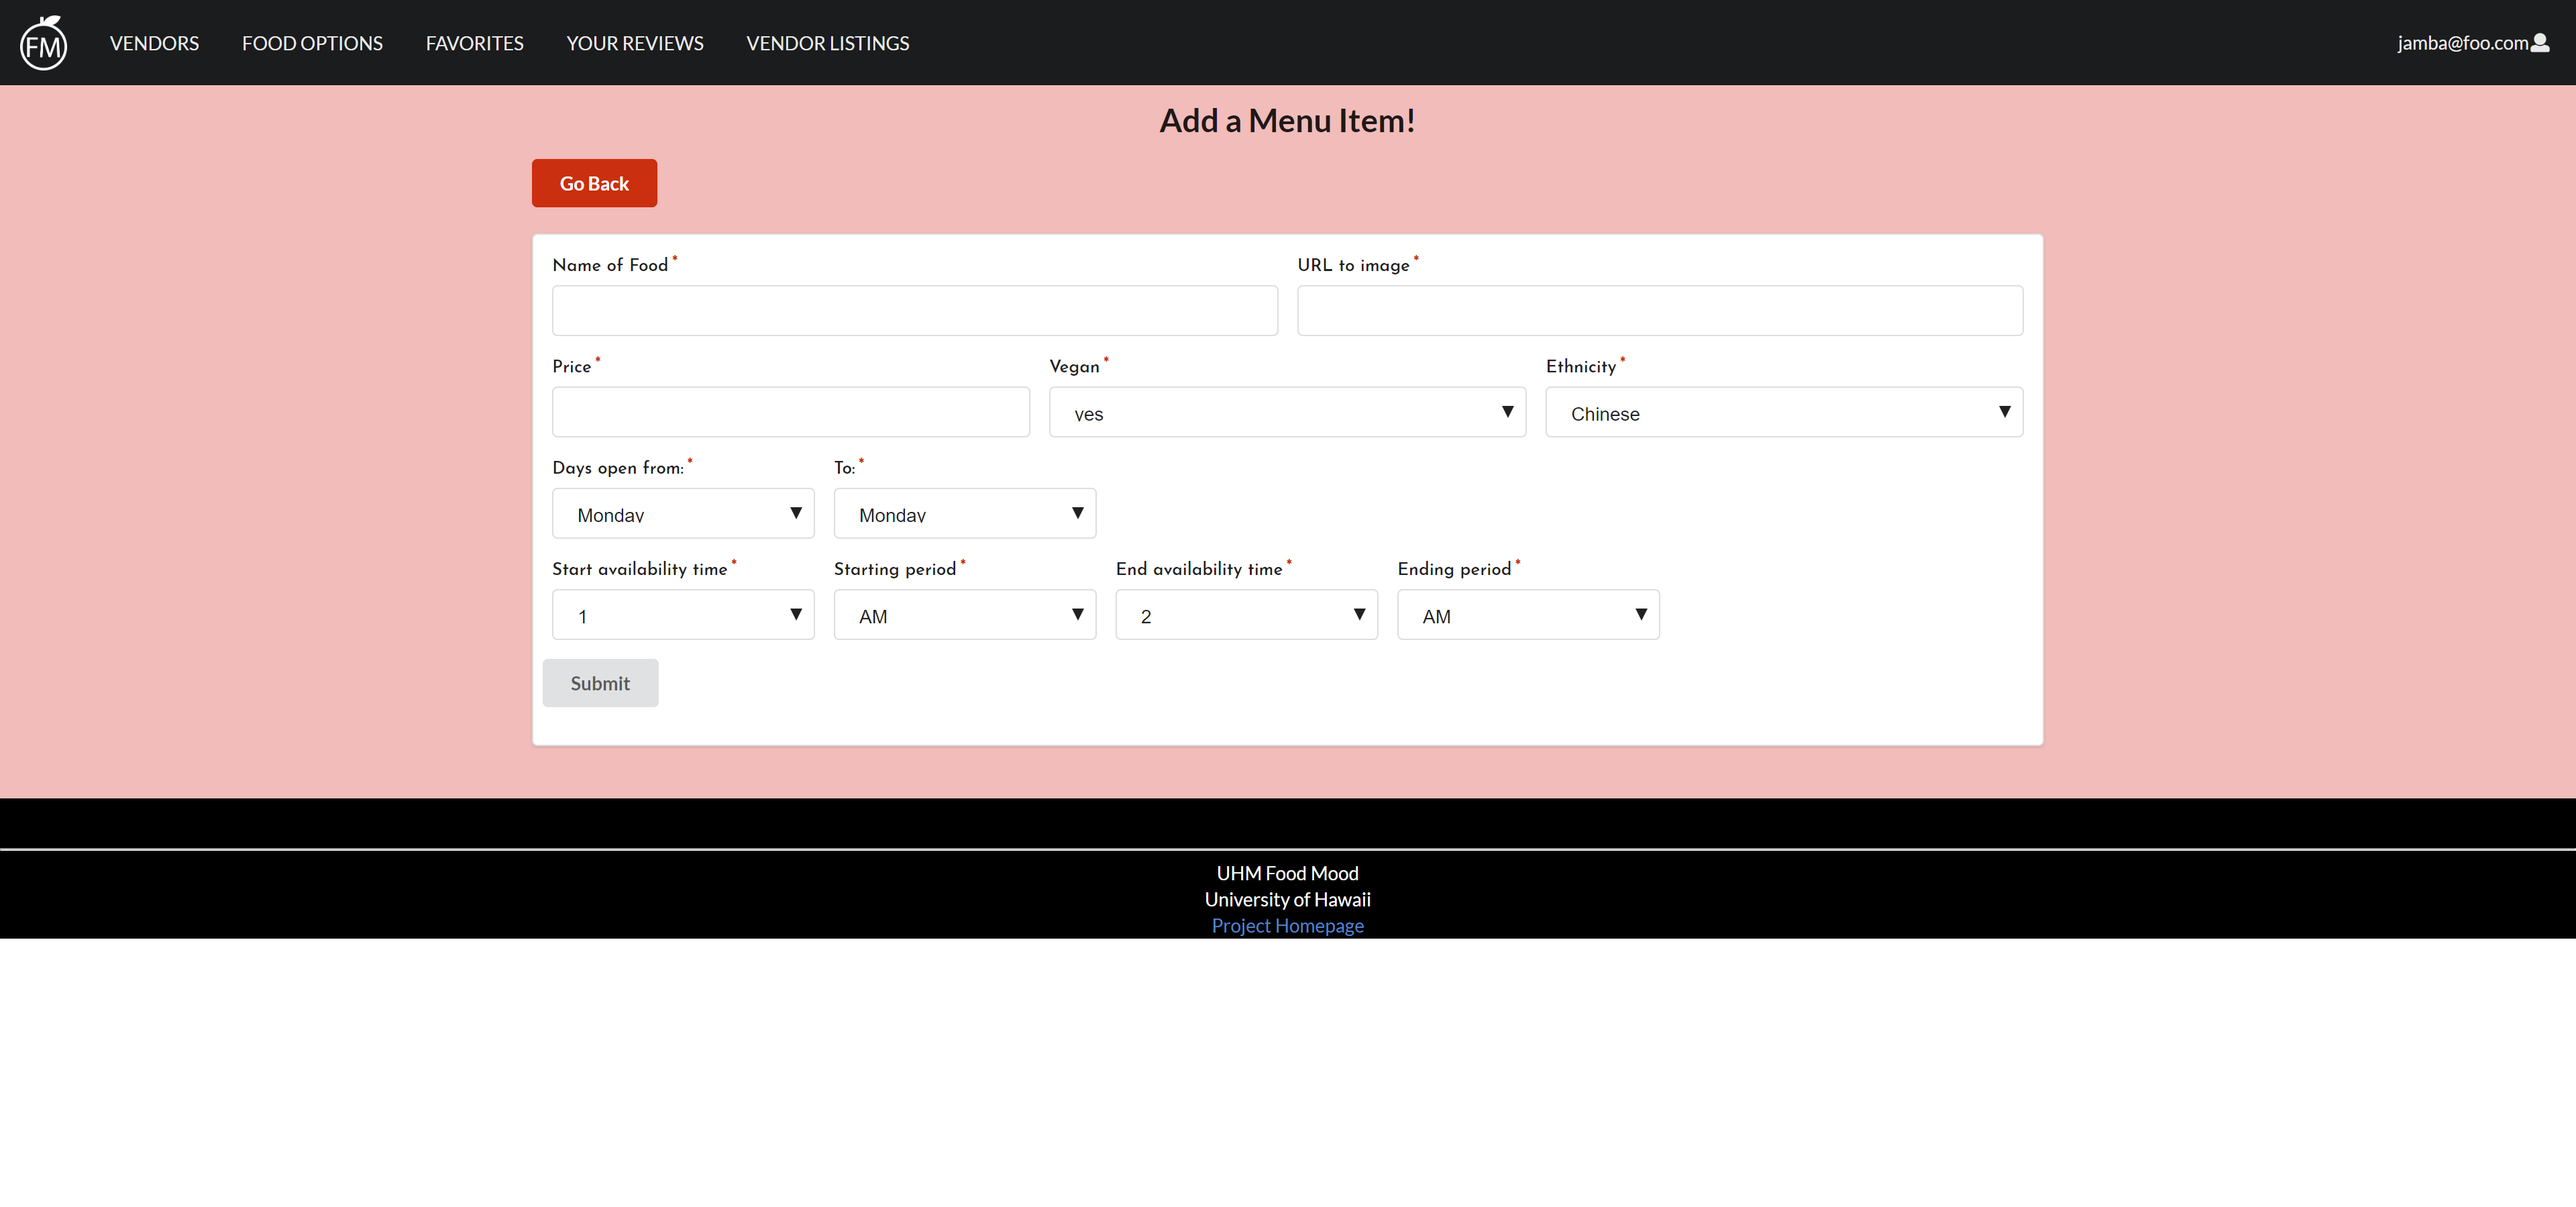 FM VENDORS FOOD OPTIONS FAVORITES YOUR REVIEWS VENDOR LISTINGS jamba@foo.com
Add a Menu Item!
Go Back
Name of Food * URL to image *
Price * Vegan * Ethnicity *
yes Chinese
Days open from: * To: *
Monday Monday
Start availability time * Starting period * End availability time * Ending period *
1 AM 2 AM
Submit
UHM Food Mood
University of Hawaii
Project Homepage